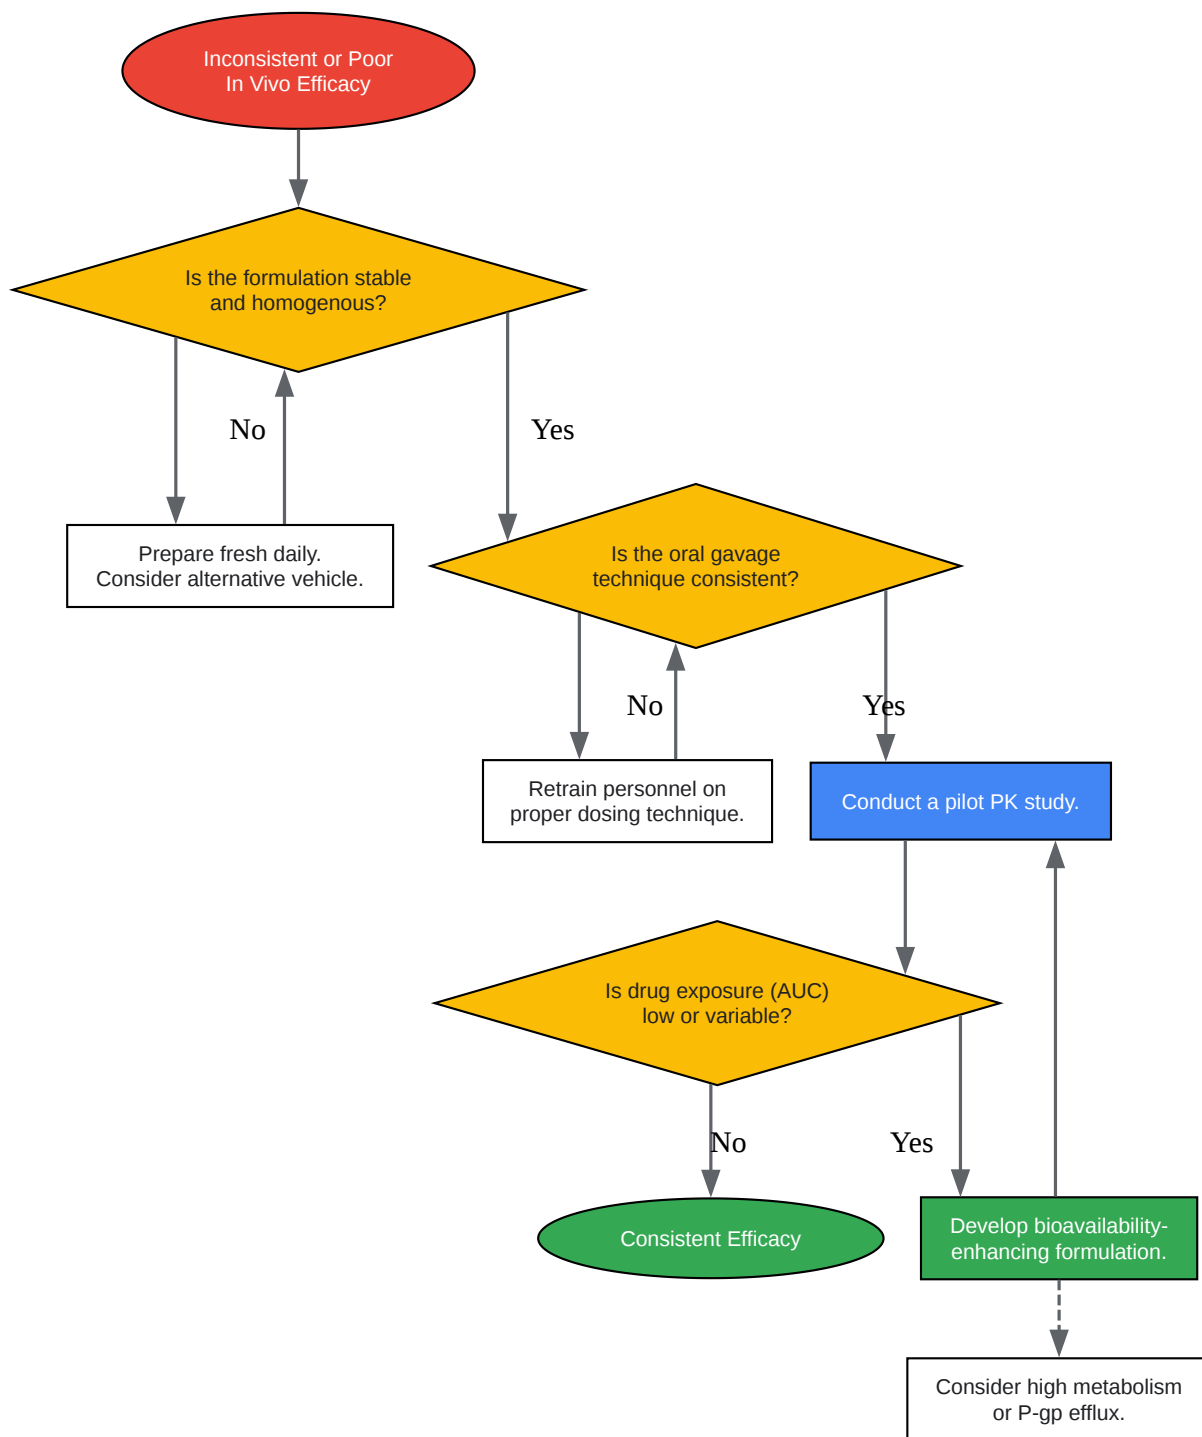 Inconsistent or Poor
In Vivo Efficacy
Is the formulation stable
and homogenous?
No
Yes
Prepare fresh daily.
Consider alternative vehicle.
Is the oral gavage
technique consistent?
No
Yes
Retrain personnel on
proper dosing technique.
Conduct a pilot PK study.
Is drug exposure (AUC)
low or variable?
No
Yes
Consistent Efficacy
Develop bioavailability-
enhancing formulation.
Consider high metabolism
or P-gp efflux.